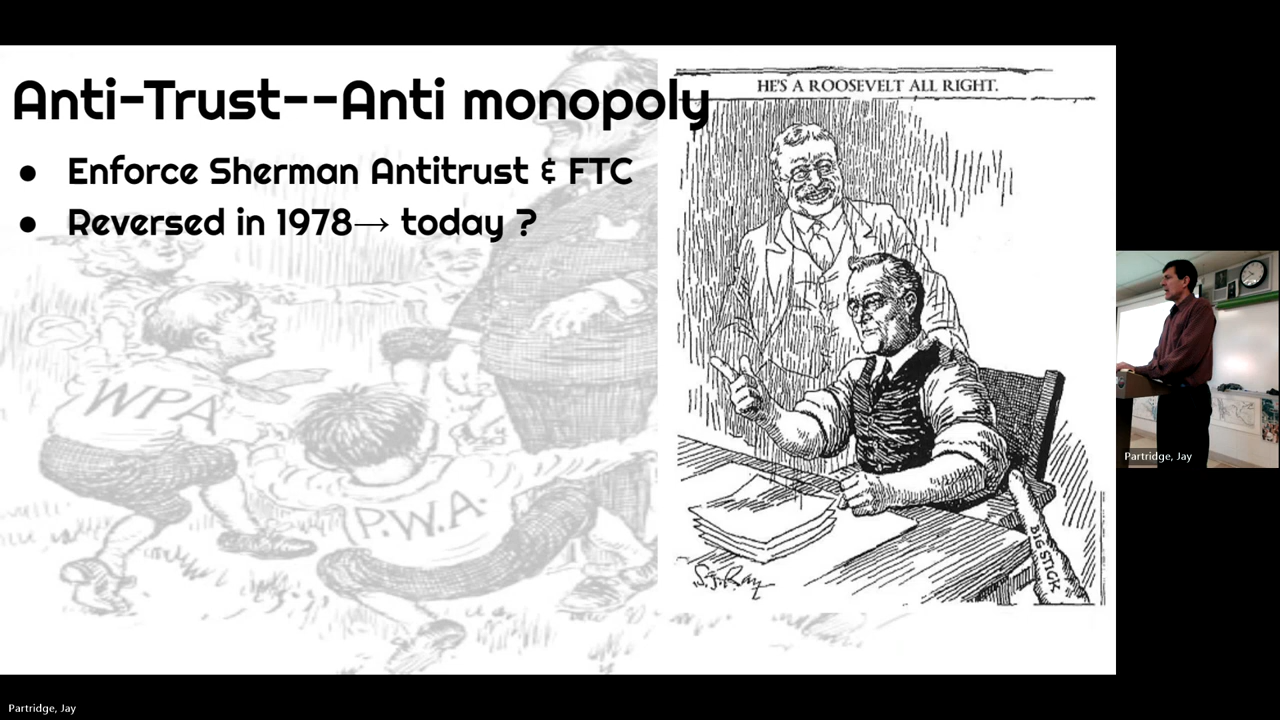 Anti-Trust--Anti monopoly
● Enforce Sherman Antitrust & FTC
● Reversed in 1978→ today ?
HE'S A ROOSEVELT ALL RIGHT.
WPA
P.W.A.
BIG STICK
S.J.Ray
Partridge, Jay
Partridge, Jay